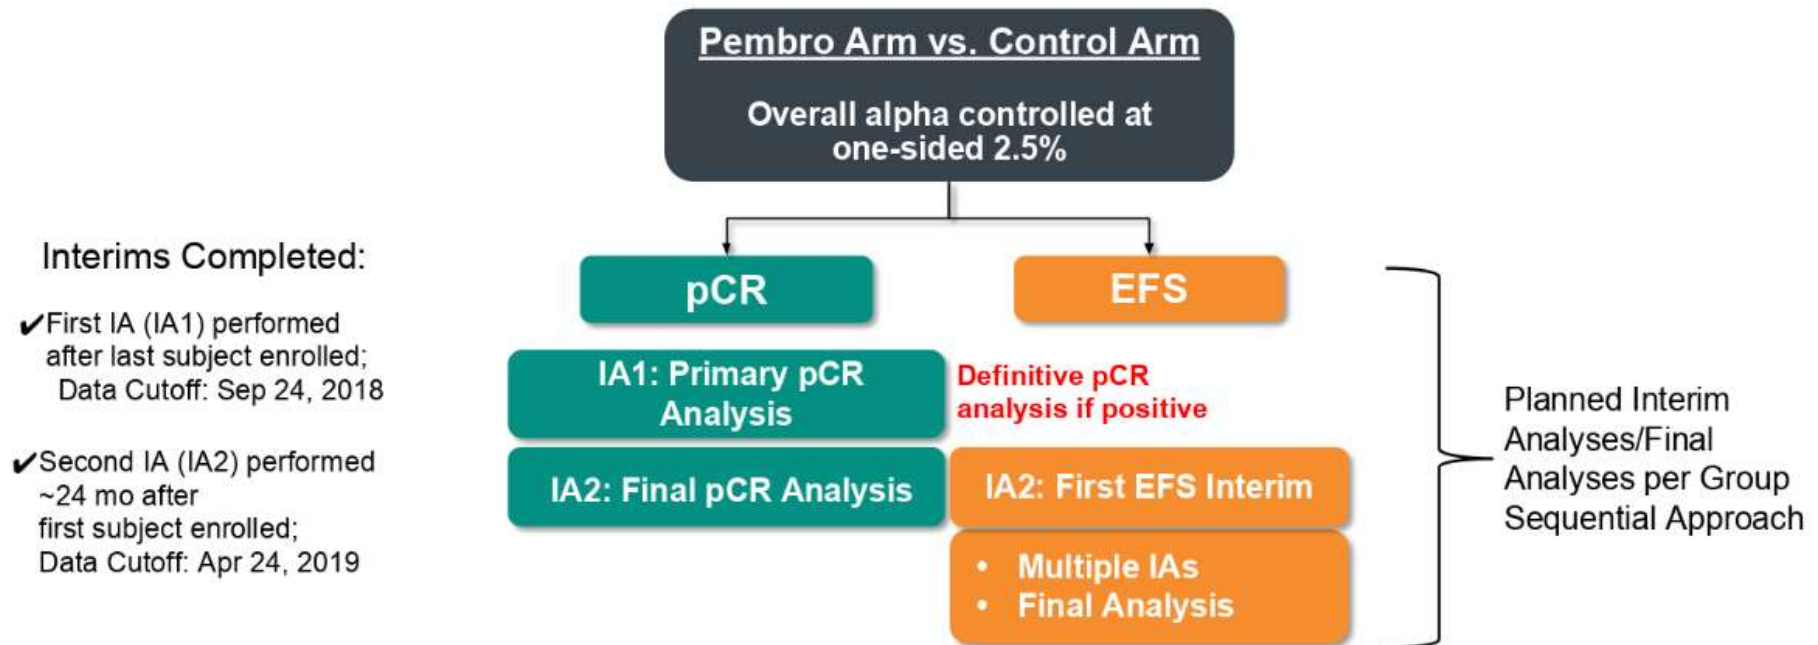 Pembro Arm vs. Control Arm
Overall alpha controlled at
one-sided 2.5%
Interims Completed:
✔First IA (IA1) performed
after last subject enrolled;
Data Cutoff: Sep 24, 2018
✔Second IA (IA2) performed
~24 mo after
first subject enrolled;
Data Cutoff: Apr 24, 2019
pCR
EFS
IA1: Primary pCR
Analysis
Definitive pCR
analysis if positive
IA2: Final pCR Analysis
IA2: First EFS Interim
• Multiple IAs
• Final Analysis
Planned Interim
Analyses/Final
Analyses per Group
Sequential Approach